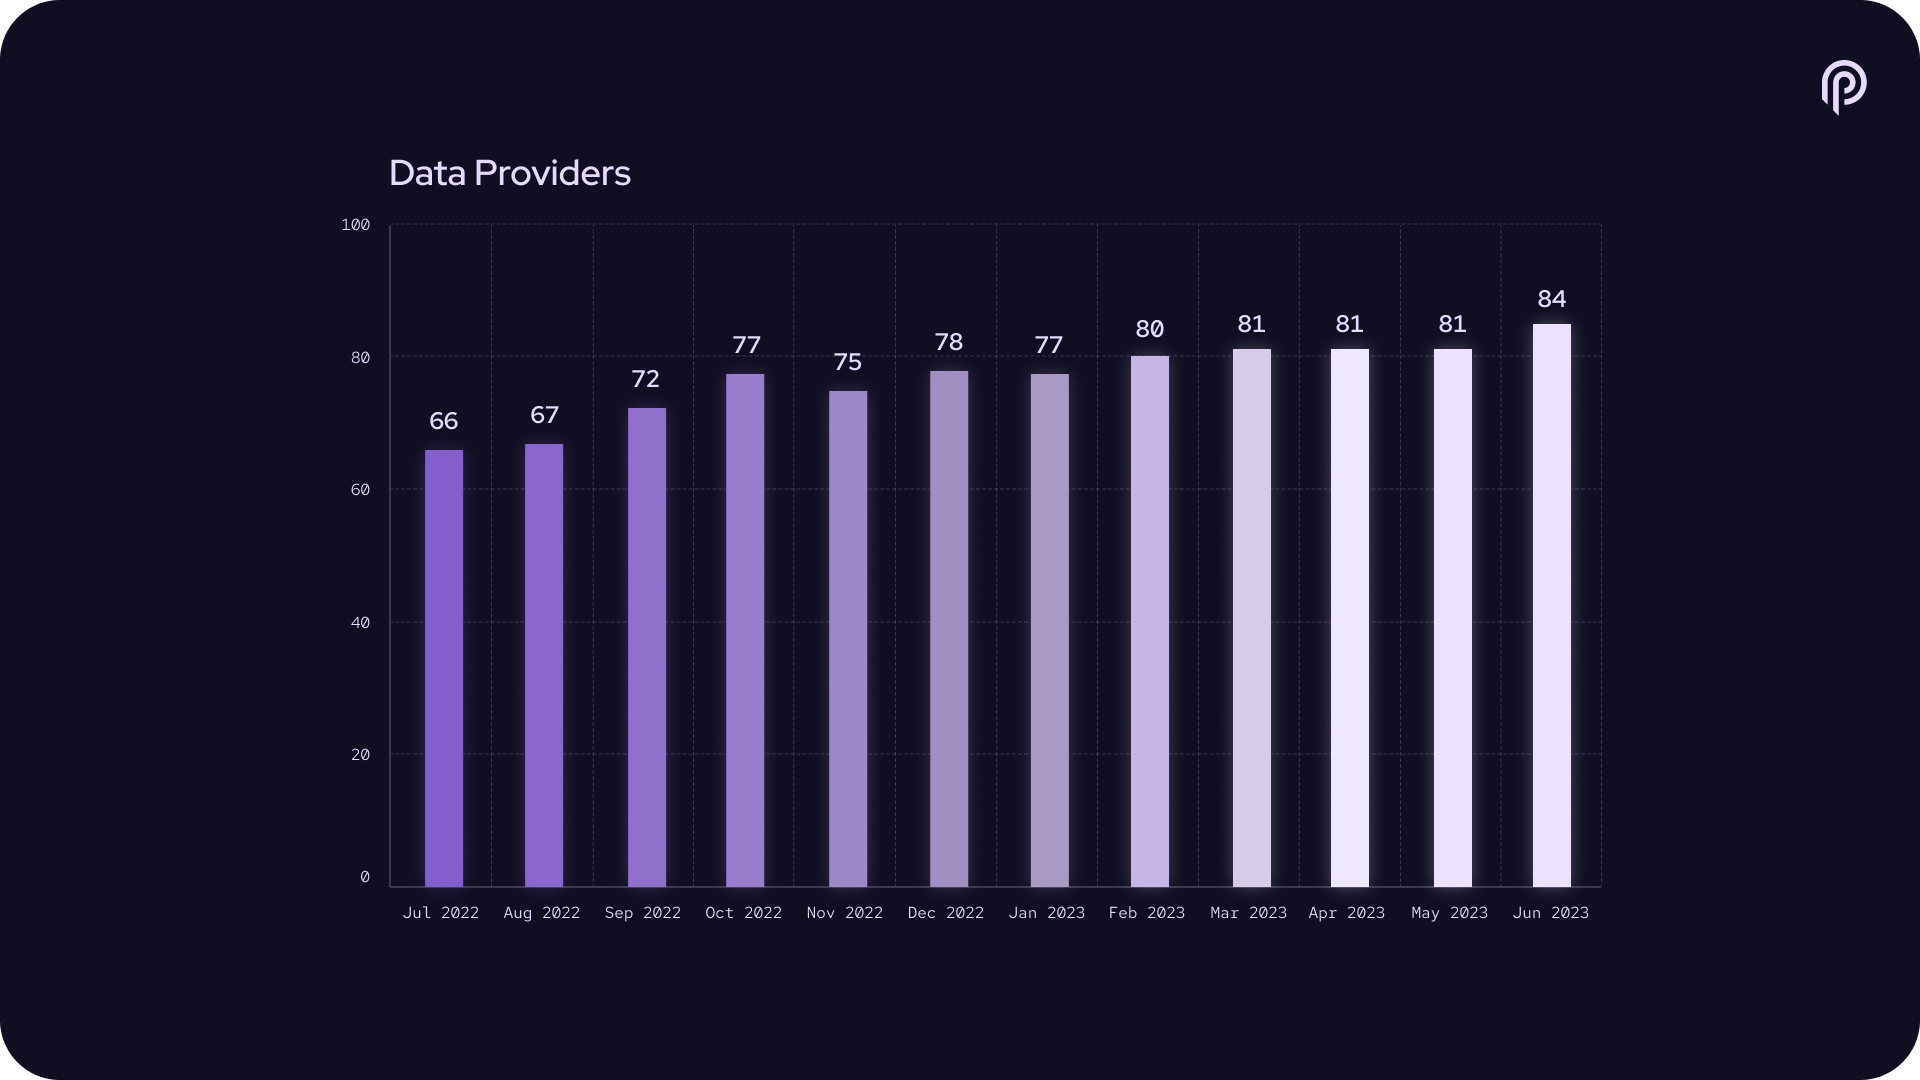 Data Providers
100
80
60
40
20
0
66
67
72
77
75
78
77
80
81
81
81
84
Jul 2022
Aug 2022
Sep 2022
Oct 2022
Nov 2022
Dec 2022
Jan 2023
Feb 2023
Mar 2023
Apr 2023
May 2023
Jun 2023